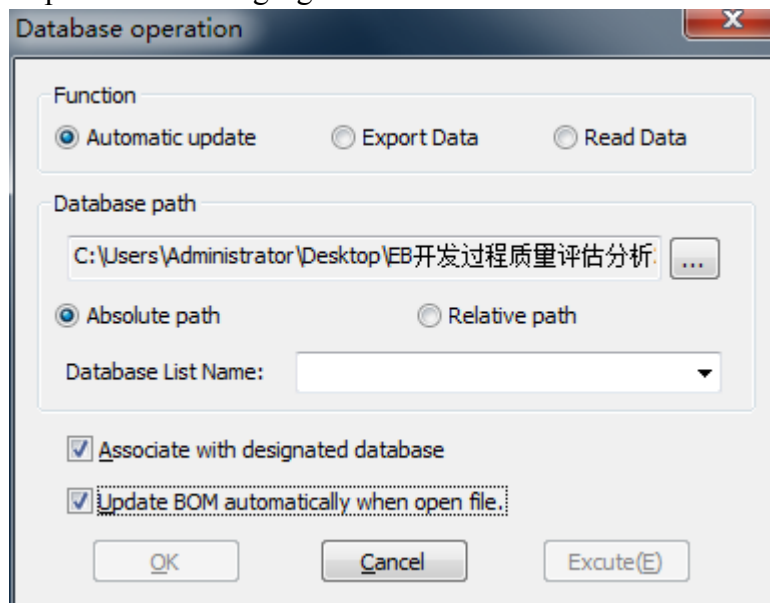 Database operation
Function
Automatic update
Export Data
Read Data
Database path
C:\Users\Administrator\Desktop\EB开发过程质量评估分析
...
Absolute path
Relative path
Database List Name:
Associate with designated database
Update BOM automatically when open file.
OK
Cancel
Excute(E)